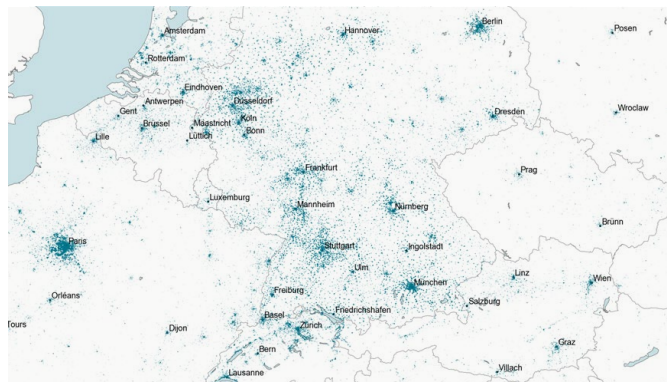 Amsterdam
Hannover
Berlin
Posen
Rotterdam
Eindhoven
Düsseldorf
Antwerpen
Gent
Brüssel
Maastricht
Köln
Dresden
Wroclaw
Lille
Lüttich
Bonn
Frankfurt
Prag
Luxemburg
Mannheim
Nürnberg
Brünn
Paris
Stuttgart
Ingolstadt
Ulm
München
Linz
Wien
Orléans
Freiburg
Salzburg
Friedrichshafen
Tours
Basel
Zürich
Dijon
Bern
Graz
Lausanne
Villach